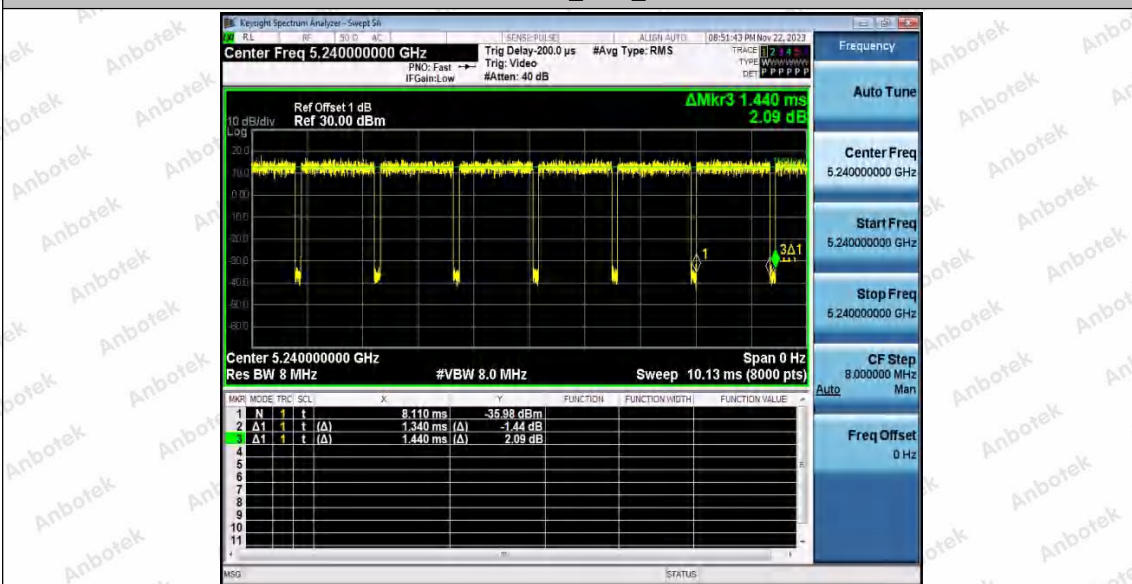 Keysight Spectrum Analyzer - Swept SA
RL RF 50 Ω AC SENSE:PULSE ALIGN AUTO 08:51:43 PM Nov 22, 2023
Center Freq 5.240000000 GHz
PNO: Fast
IFGain:Low
Trig Delay-200.0 µs
Trig: Video
#Atten: 40 dB
#Avg Type: RMS
TRACE 1 2 3 4 5 6
TYPE
DET P P P P P P
ΔMkr3 1.440 ms
2.09 dB
Ref Offset 1 dB
10 dB/div Ref 30.00 dBm
Log
20.0
10.0
0.00
-10.0
-20.0
-30.0
-40.0
-50.0
-60.0
1
3Δ1
Center 5.240000000 GHz Span 0 Hz
Res BW 8 MHz #VBW 8.0 MHz Sweep 10.13 ms (8000 pts)
MKR MODE TRC SCL X Y FUNCTION FUNCTION WIDTH FUNCTION VALUE
1 N 1 t 8.110 ms -35.98 dBm
2 Δ1 1 t (Δ) 1.340 ms (Δ) -1.44 dB
3 Δ1 1 t (Δ) 1.440 ms (Δ) 2.09 dB
4
5
6
7
8
9
10
11
MSG STATUS
Frequency
Auto Tune
Center Freq
5.240000000 GHz
Start Freq
5.240000000 GHz
Stop Freq
5.240000000 GHz
CF Step
8.000000 MHz
Auto Man
Freq Offset
0 Hz
Anbotek